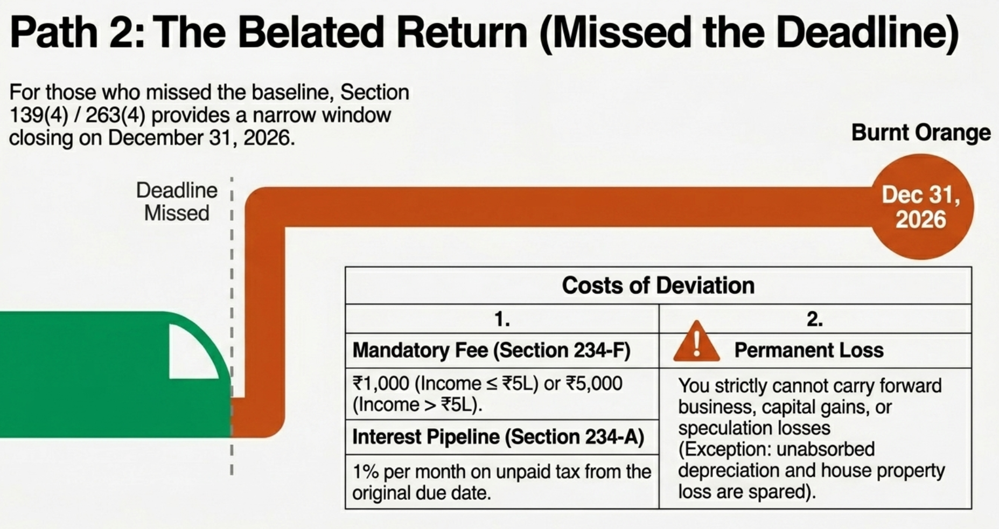 Path 2: The Belated Return (Missed the Deadline)
For those who missed the baseline, Section
139(4) / 263(4) provides a narrow window
closing on December 31, 2026.
Burnt Orange
Deadline
Missed
Dec 31,
2026
Costs of Deviation
1.
Mandatory Fee (Section 234-F)
₹1,000 (Income ≤ ₹5L) or ₹5,000
(Income > ₹5L).
Interest Pipeline (Section 234-A)
1% per month on unpaid tax from the
original due date.
2.
!
Permanent Loss
You strictly cannot carry forward
business, capital gains, or
speculation losses
(Exception: unabsorbed
depreciation and house property
loss are spared).